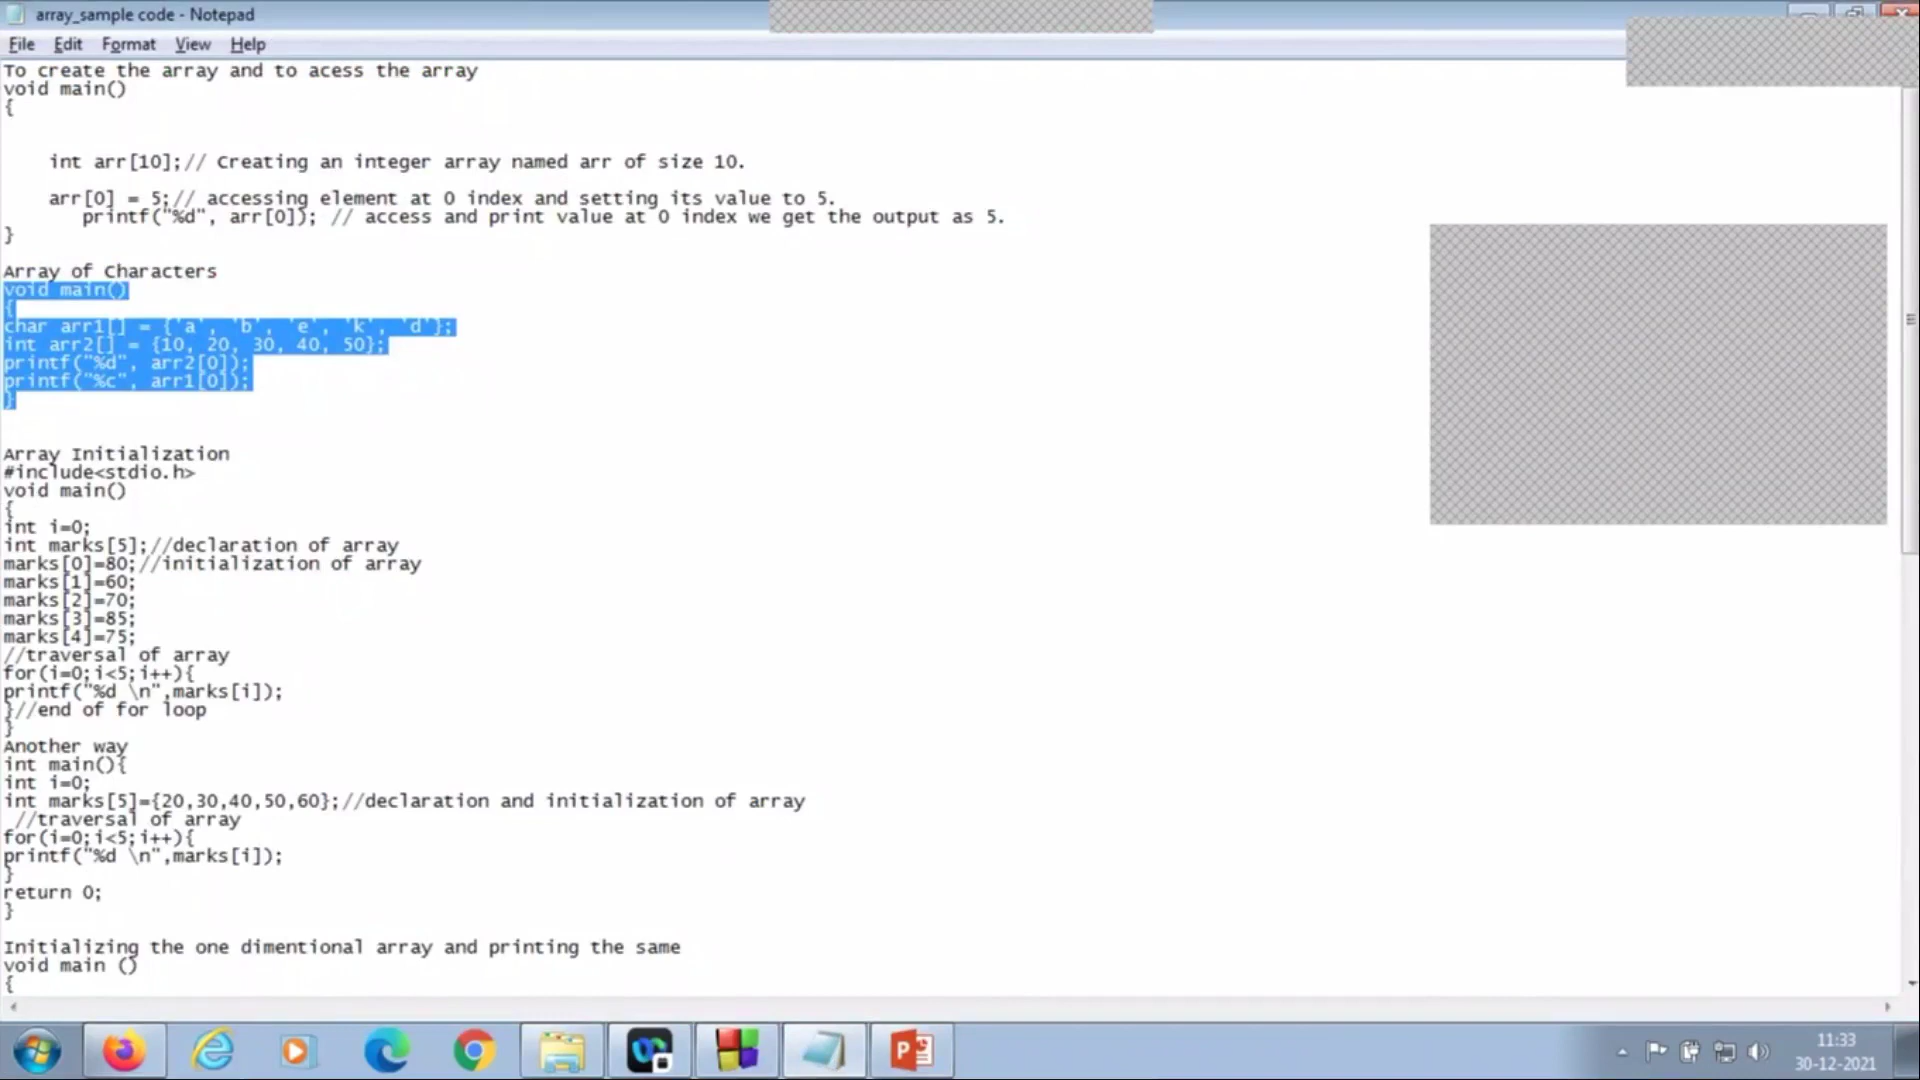 array_sample code - Notepad
File Edit Format View Help
To create the array and to acess the array
void main()
{
int arr[10];// Creating an integer array named arr of size 10.
arr[0] = 5;// accessing element at 0 index and setting its value to 5.
printf("%d", arr[0]); // access and print value at 0 index we get the output as 5.
}
Array of Characters
void main()
{
char arr1[] = {'a', 'b', 'e', 'k', 'd'};
int arr2[] = {10, 20, 30, 40, 50};
printf("%d", arr2[0]);
printf("%c", arr1[0]);
}
Array Initialization
#include<stdio.h>
void main()
{
int i=0;
int marks[5];//declaration of array
marks[0]=80;//initialization of array
marks[1]=60;
marks[2]=70;
marks[3]=85;
marks[4]=75;
//traversal of array
for(i=0;i<5;i++){
printf("%d \n",marks[i]);
}//end of for loop
}
Another way
int main(){
int i=0;
int marks[5]={20,30,40,50,60};//declaration and initialization of array
//traversal of array
for(i=0;i<5;i++){
printf("%d \n",marks[i]);
}
return 0;
}
Initializing the one dimentional array and printing the same
void main ()
{
11:33
30-12-2021